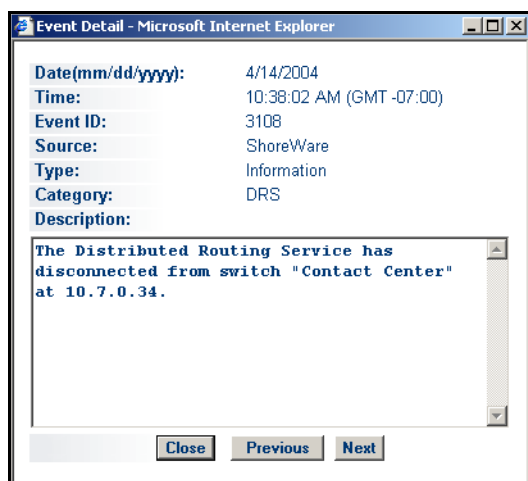 Event Detail - Microsoft Internet Explorer
Date(mm/dd/yyyy): 4/14/2004
Time: 10:38:02 AM (GMT -07:00)
Event ID: 3108
Source: ShoreWare
Type: Information
Category: DRS
Description:
The Distributed Routing Service has
disconnected from switch "Contact Center"
at 10.7.0.34.
Close Previous Next